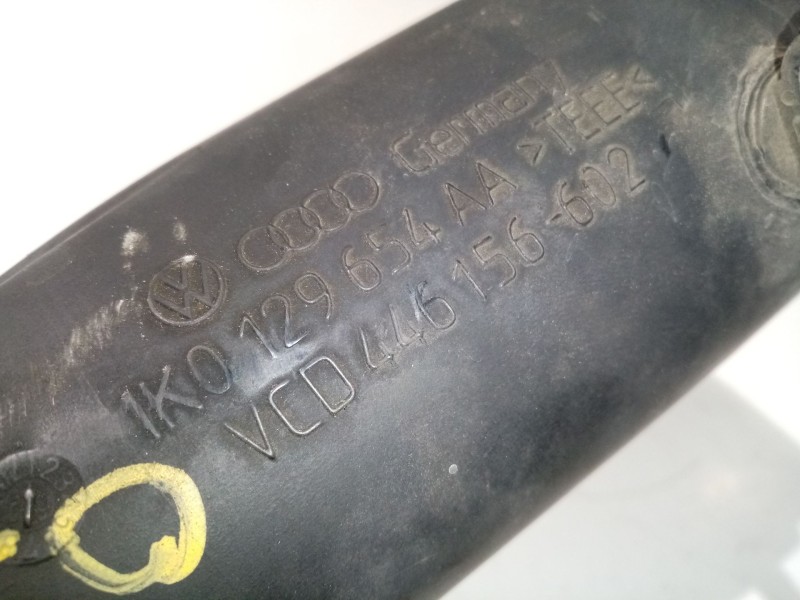 Germany >TEEE<
1K0 129 654 AA
VCD 446 156-602